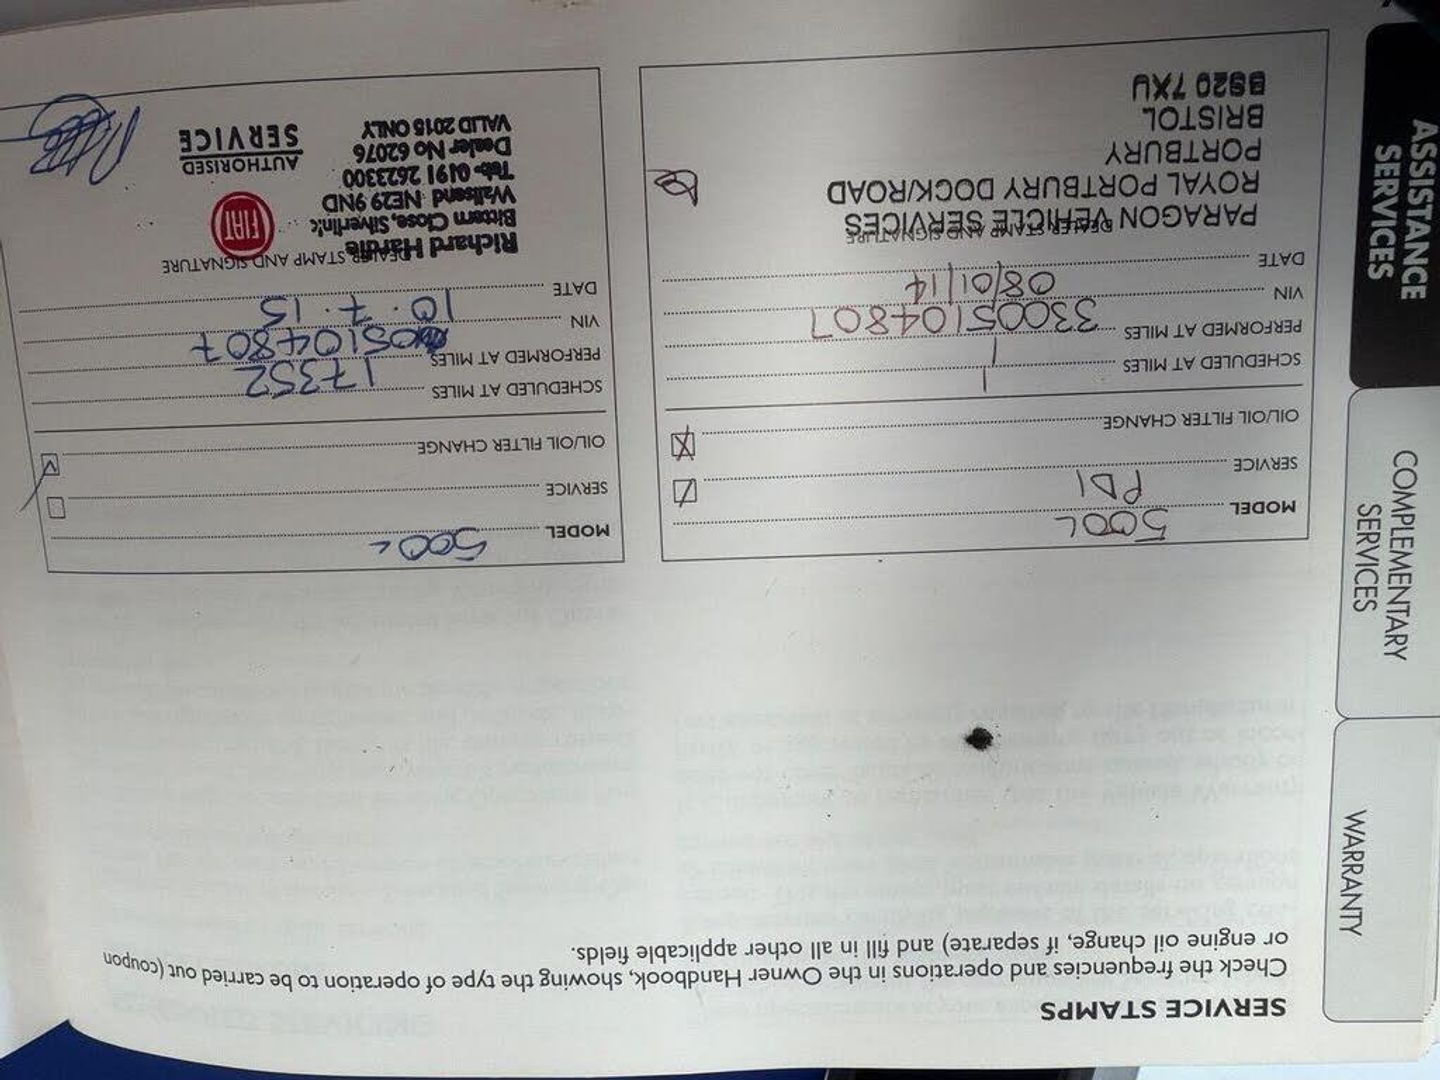 SERVICE STAMPS
Check the frequencies and operations in the Owner Handbook, showing the type of operation to be carried out (coupon
or engine oil change, if separate) and fill in all other applicable fields.
MODEL 500L
SERVICE PDI
OIL/OIL FILTER CHANGE
SCHEDULED AT MILES 1
PERFORMED AT MILES 1
VIN 33005104807
DATE 08/01/14
DEALER STAMP AND SIGNATURE
PARAGON VEHICLE SERVICES
ROYAL PORTBURY DOCK/ROAD
PORTBURY
BRISTOL
BS20 7XU
MODEL 500L
SERVICE
OIL/OIL FILTER CHANGE
SCHEDULED AT MILES
PERFORMED AT MILES 17352
VIN 05104807
DATE 10.7.15
DEALER STAMP AND SIGNATURE
Richard Hardie
Bittern Close, Silverlink
Wallsend NE29 9ND
Tel: 0191 2623300
Dealer No 62076
VALID 2015 ONLY
FIAT
AUTHORISED
SERVICE
WARRANTY
COMPLEMENTARY
SERVICES
ASSISTANCE
SERVICES